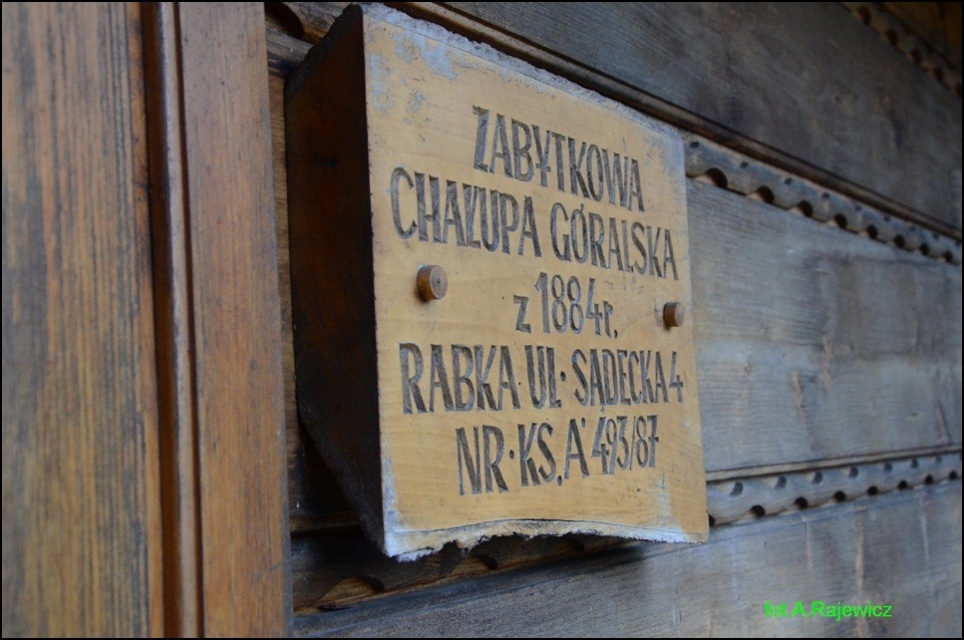 ZABYTKOWA
CHAŁUPA GÓRALSKA
z 1884r.
RABKA UL· SĄDECKA 4
NR·KS.A' 493/87
fot.A.Rajewicz